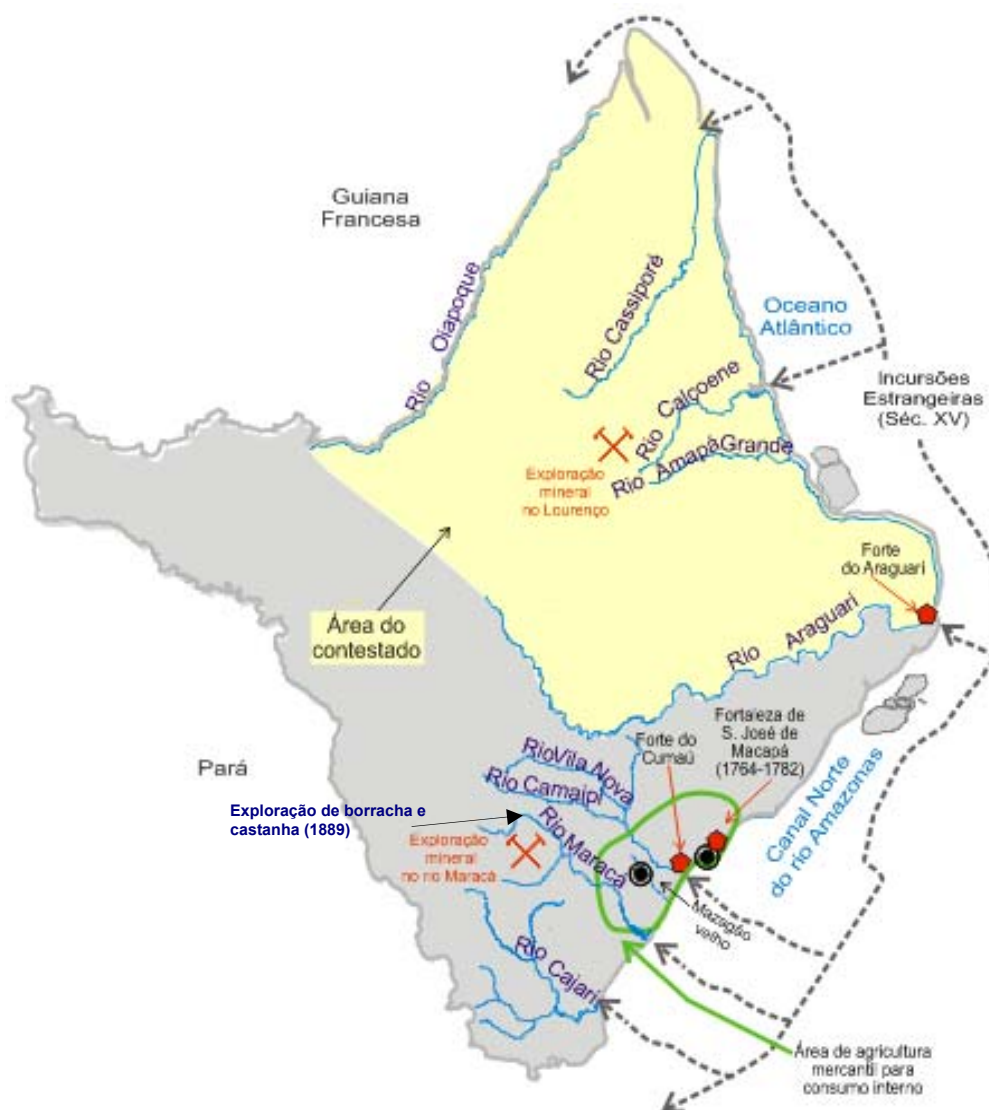 Guiana
Francesa
Rio Oiapoque
Rio Cassiporé
Oceano
Atlântico
Rio Calçoene
Incursões
Estrangeiras
(Séc. XV)
Rio Amapá Grande
Exploração
mineral
no Lourenço
Forte
do Araguari
Área do
contestado
Rio Araguari
Fortaleza de
S. José de
Macapá
(1764-1782)
Forte do
Cumaú
Pará
RioVila Nova
Rio Camaipi
Canal Norte
do rio Amazonas
Exploração de borracha e
castanha (1889)
Rio Maracá
Exploração
mineral
no rio Maracá
Mazagão
velho
Rio Cajari
Área de agricultura
mercantil para
consumo interno